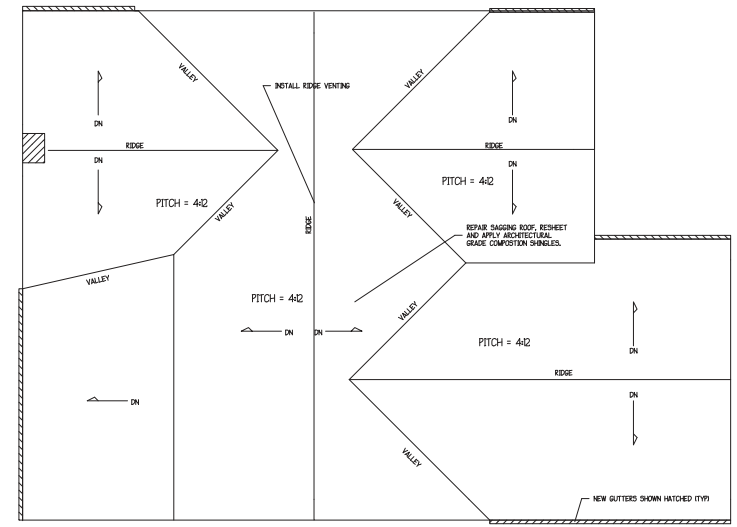 VALLEY
VALLEY
INSTALL RIDGE VENTING
DN
DN
RIDGE
RIDGE
DN
DN
PITCH = 4:12
PITCH = 4:12
VALLEY
VALLEY
RIDGE
REPAIR SAGGING ROOF, RESHEET
AND APPLY ARCHITECTURAL
GRADE COMPOSTION SHINGLES.
VALLEY
PITCH = 4:12
VALLEY
DN
DN
PITCH = 4:12
DN
RIDGE
DN
DN
VALLEY
NEW GUTTERS SHOWN HATCHED (TYP)